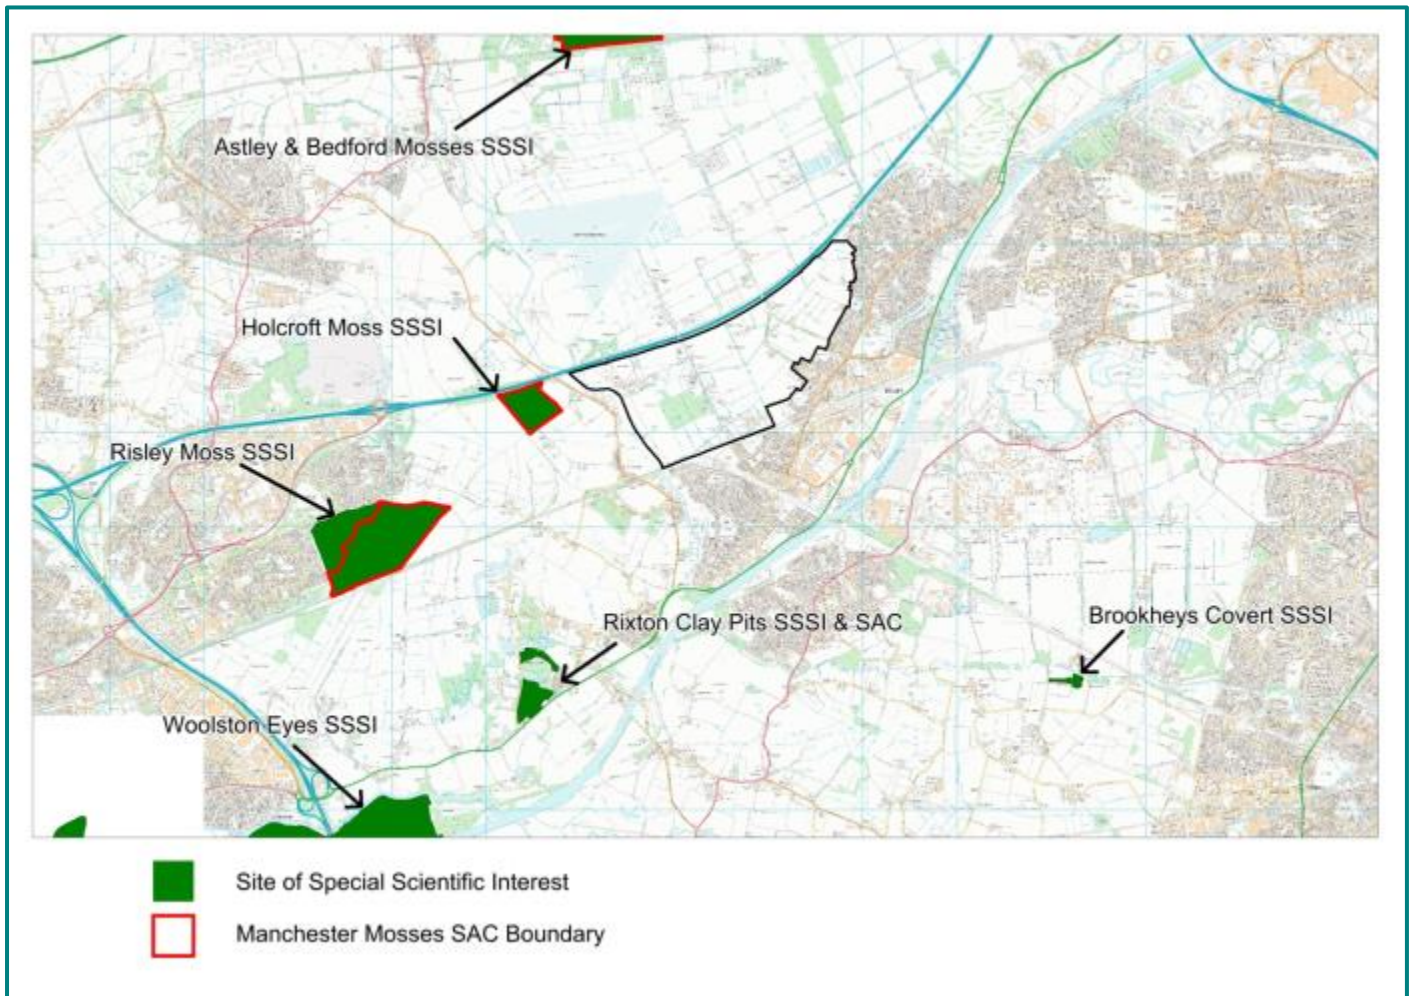 Astley & Bedford Mosses SSSI
Holcroft Moss SSSI
Risley Moss SSSI
Rixton Clay Pits SSSI & SAC
Brookheys Covert SSSI
Woolston Eyes SSSI
Site of Special Scientific Interest
Manchester Mosses SAC Boundary